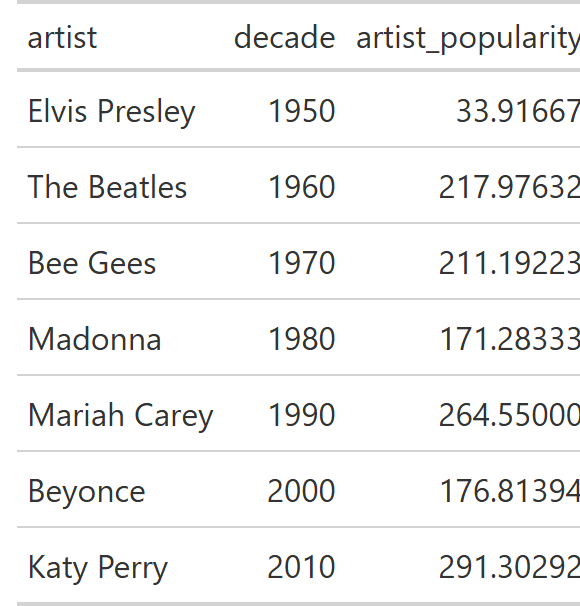 artist decade artist_popularity
Elvis Presley 1950 33.91667
The Beatles 1960 217.97632
Bee Gees 1970 211.19223
Madonna 1980 171.28333
Mariah Carey 1990 264.55000
Beyonce 2000 176.81394
Katy Perry 2010 291.30292